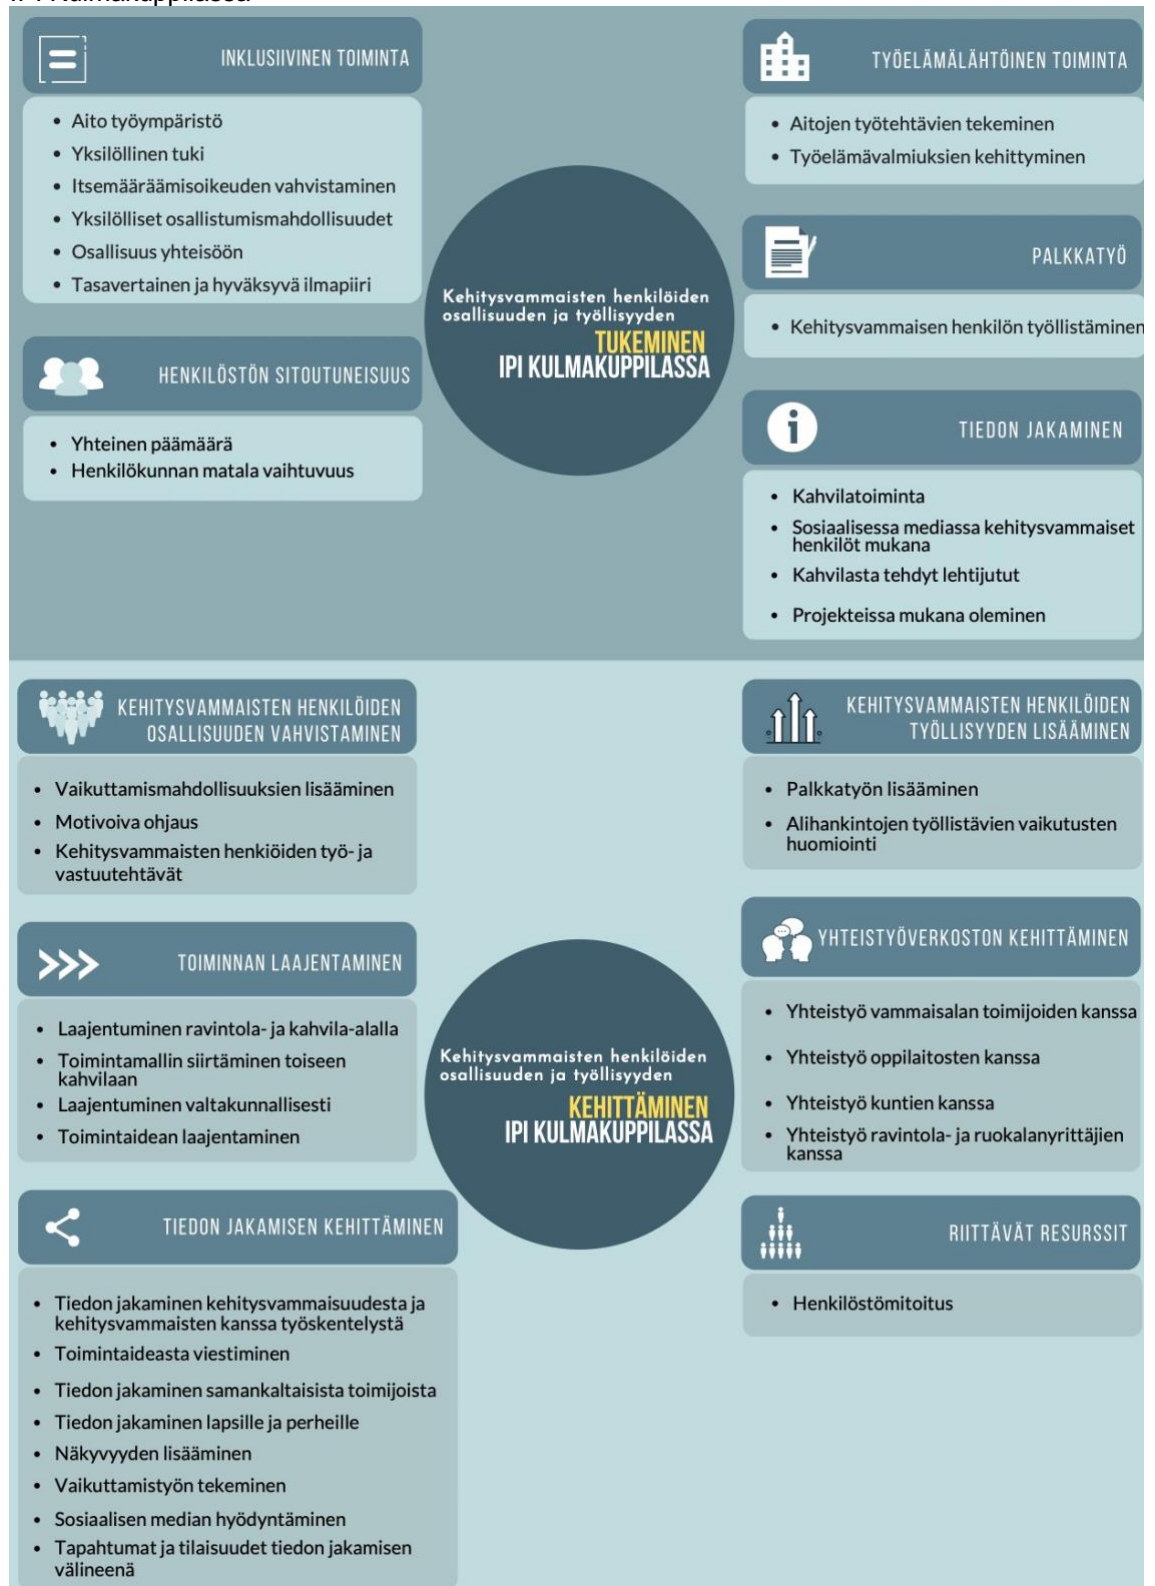 IPI Kulmakuppilassa
INKLUSIIVINEN TOIMINTA
• Aito työympäristö
• Yksilöllinen tuki
• Itsemääräämisoikeuden vahvistaminen
• Yksilölliset osallistumismahdollisuudet
• Osallisuus yhteisöön
• Tasavertainen ja hyväksyvä ilmapiiri
HENKILÖSTÖN SITOUTUNEISUUS
• Yhteinen päämäärä
• Henkilökunnan matala vaihtuvuus
Kehitysvammaisten henkilöiden
osallisuuden ja työllisyyden
TUKEMINEN
IPI KULMAKUPPILASSA
TYÖELÄMÄLÄHTÖINEN TOIMINTA
• Aitojen työtehtävien tekeminen
• Työelämävalmiuksien kehittyminen
PALKKATYÖ
• Kehitysvammaisen henkilön työllistäminen
TIEDON JAKAMINEN
• Kahvilatoiminta
• Sosiaalisessa mediassa kehitysvammaiset
henkilöt mukana
• Kahvilasta tehdyt lehtijutut
• Projekteissa mukana oleminen
KEHITYSVAMMAISTEN HENKILÖIDEN
OSALLISUUDEN VAHVISTAMINEN
• Vaikuttamismahdollisuuksien lisääminen
• Motivoiva ohjaus
• Kehitysvammaisten henkiöiden työ- ja
vastuutehtävät
TOIMINNAN LAAJENTAMINEN
• Laajentuminen ravintola- ja kahvila-alalla
• Toimintamallin siirtäminen toiseen
kahvilaan
• Laajentuminen valtakunnallisesti
• Toimintaidean laajentaminen
TIEDON JAKAMISEN KEHITTÄMINEN
• Tiedon jakaminen kehitysvammaisuudesta ja
kehitysvammaisten kanssa työskentelystä
• Toimintaideasta viestiminen
• Tiedon jakaminen samankaltaisista toimijoista
• Tiedon jakaminen lapsille ja perheille
• Näkyvyyden lisääminen
• Vaikuttamistyön tekeminen
• Sosiaalisen median hyödyntäminen
• Tapahtumat ja tilaisuudet tiedon jakamisen
välineenä
Kehitysvammaisten henkilöiden
osallisuuden ja työllisyyden
KEHITTÄMINEN
IPI KULMAKUPPILASSA
KEHITYSVAMMAISTEN HENKILÖIDEN
TYÖLLISYYDEN LISÄÄMINEN
• Palkkatyön lisääminen
• Alihankintojen työllistävien vaikutusten
huomiointi
YHTEISTYÖVERKOSTON KEHITTÄMINEN
• Yhteistyö vammaisalan toimijoiden kanssa
• Yhteistyö oppilaitosten kanssa
• Yhteistyö kuntien kanssa
• Yhteistyö ravintola- ja ruokalanyrittäjien
kanssa
RIITTÄVÄT RESURSSIT
• Henkilöstömitoitus